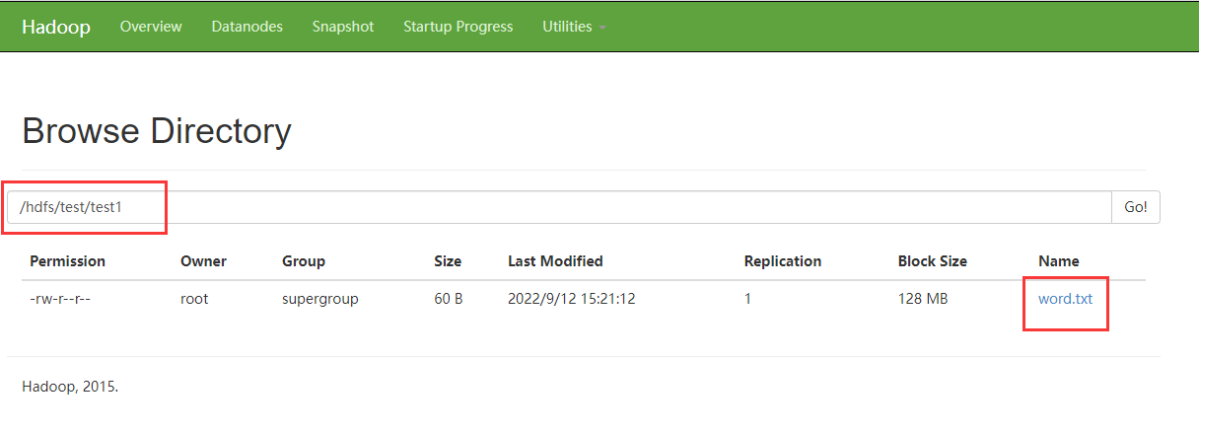 Hadoop Overview Datanodes Snapshot Startup Progress Utilities
Browse Directory
/hdfs/test/test1 Go!
Permission Owner Group Size Last Modified Replication Block Size Name
-rw-r--r-- root supergroup 60 B 2022/9/12 15:21:12 1 128 MB word.txt
Hadoop, 2015.